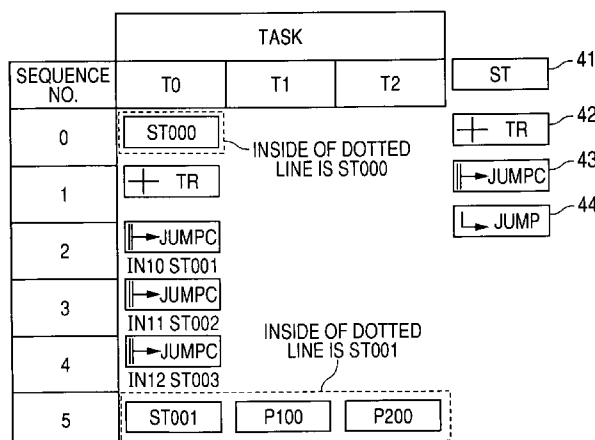 TASK
SEQUENCE NO. T0 T1 T2
ST 41
0 ST000
INSIDE OF DOTTED
LINE IS ST000
TR 42
1 TR
JUMPC 43
JUMP 44
2 JUMPC
IN10 ST001
3 JUMPC
IN11 ST002
INSIDE OF DOTTED
LINE IS ST001
4 JUMPC
IN12 ST003
5 ST001 P100 P200